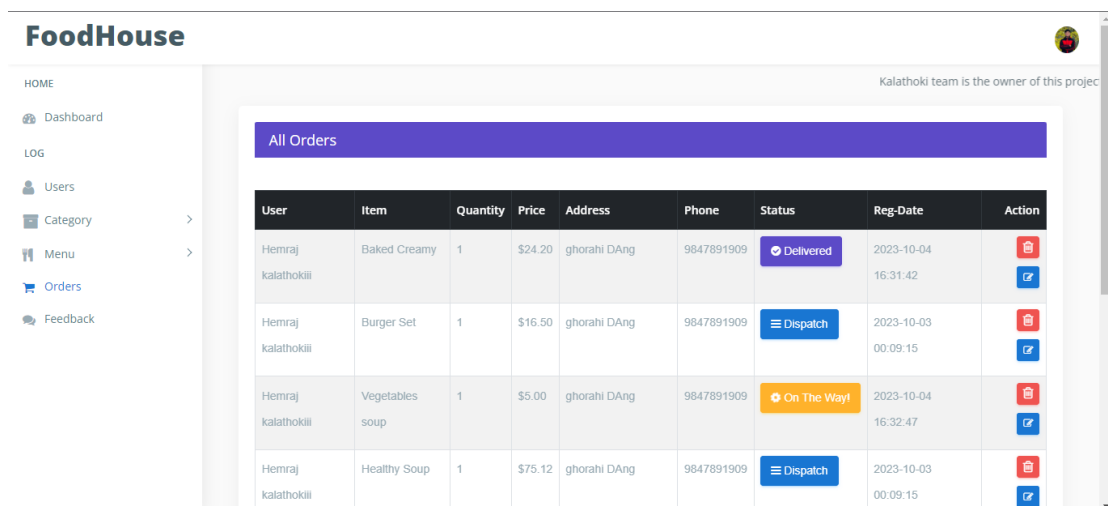 FoodHouse
HOME
Kalathoki team is the owner of this projec
Dashboard
All Orders
LOG
Users
Category
Menu
Orders
Feedback
User Item Quantity Price Address Phone Status Reg-Date Action
Hemraj Baked Creamy 1 $24.20 ghorahi DAng 9847891909 Delivered 2023-10-04
kalathokiii 16:31:42
Hemraj Burger Set 1 $16.50 ghorahi DAng 9847891909 Dispatch 2023-10-03
kalathokiii 00:09:15
Hemraj Vegetables 1 $5.00 ghorahi DAng 9847891909 On The Way! 2023-10-04
kalathokiii soup 16:32:47
Hemraj Healthy Soup 1 $75.12 ghorahi DAng 9847891909 Dispatch 2023-10-03
kalathokiii 00:09:15